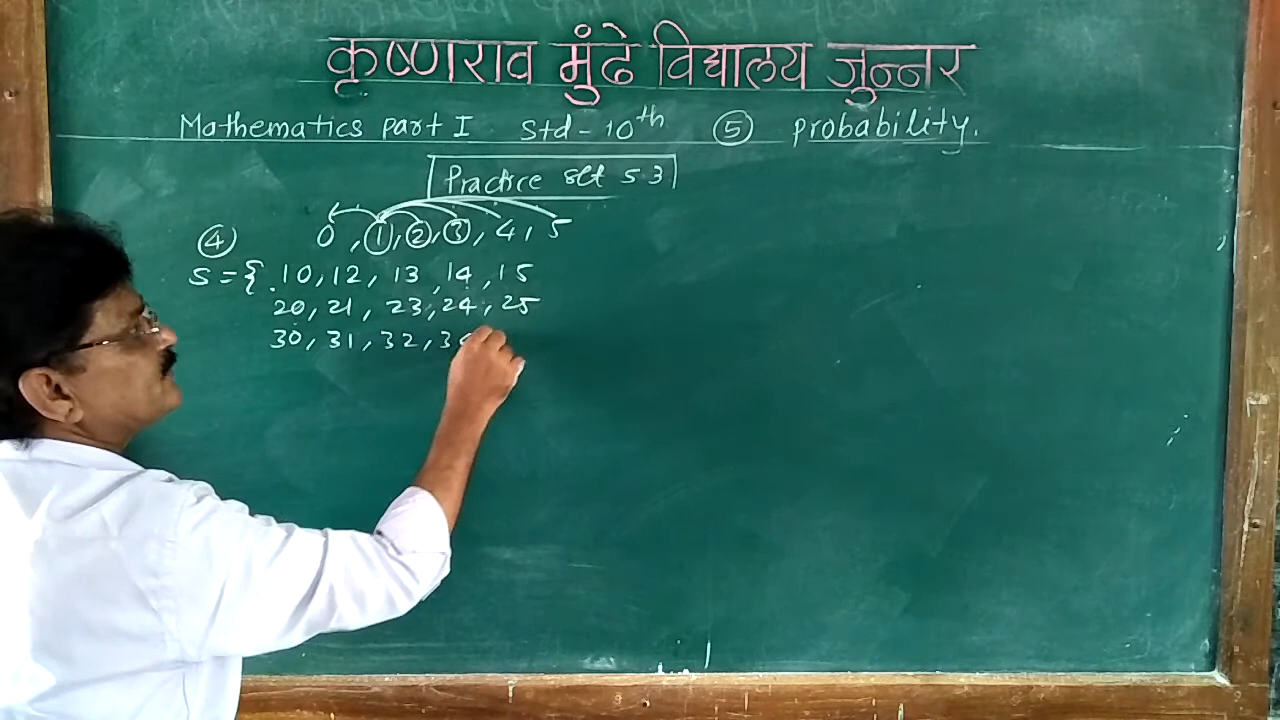 कृष्णराव मुंढे विद्यालय जुन्नर
Mathematics part I Std - 10th ⑤ probability.
Practice set 5.3
④ 0, ①, ②, ③, 4, 5
S = { 10, 12, 13, 14, 15
20, 21, 23, 24, 25
30, 31, 32, 3